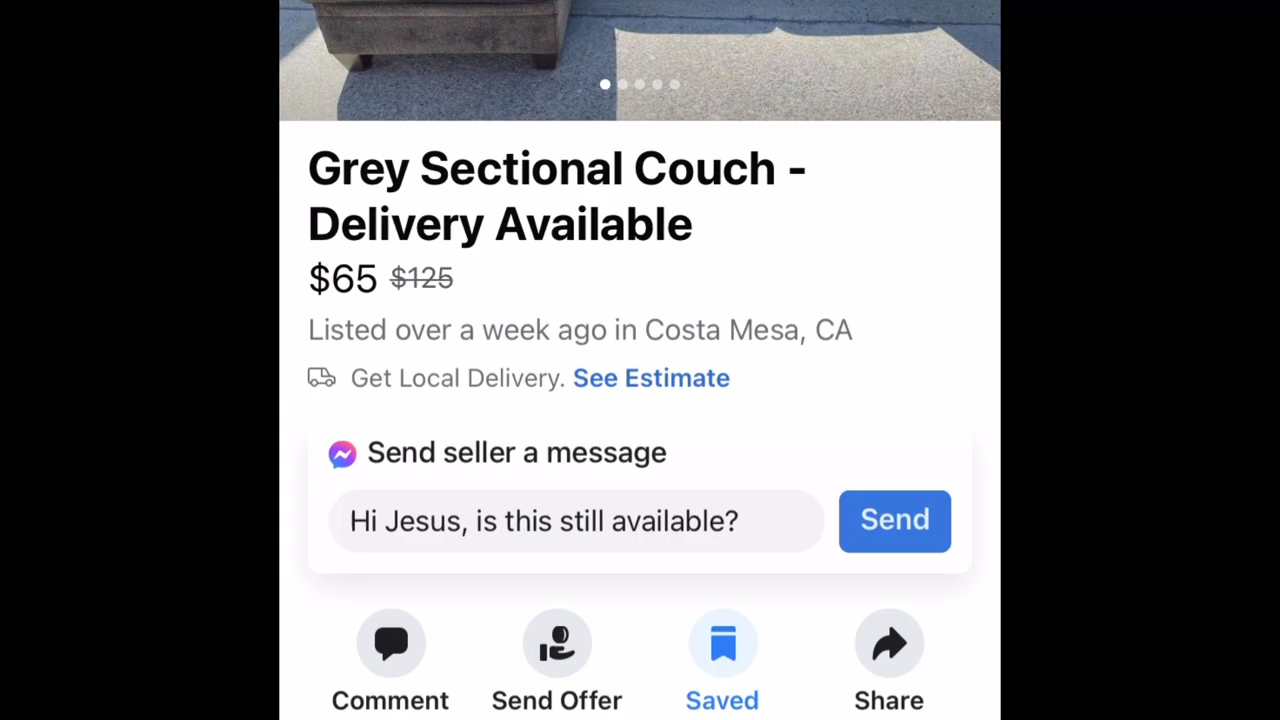 Grey Sectional Couch -
Delivery Available
$65 $125
Listed over a week ago in Costa Mesa, CA
Get Local Delivery. See Estimate
Send seller a message
Hi Jesus, is this still available? Send
Comment Send Offer Saved Share